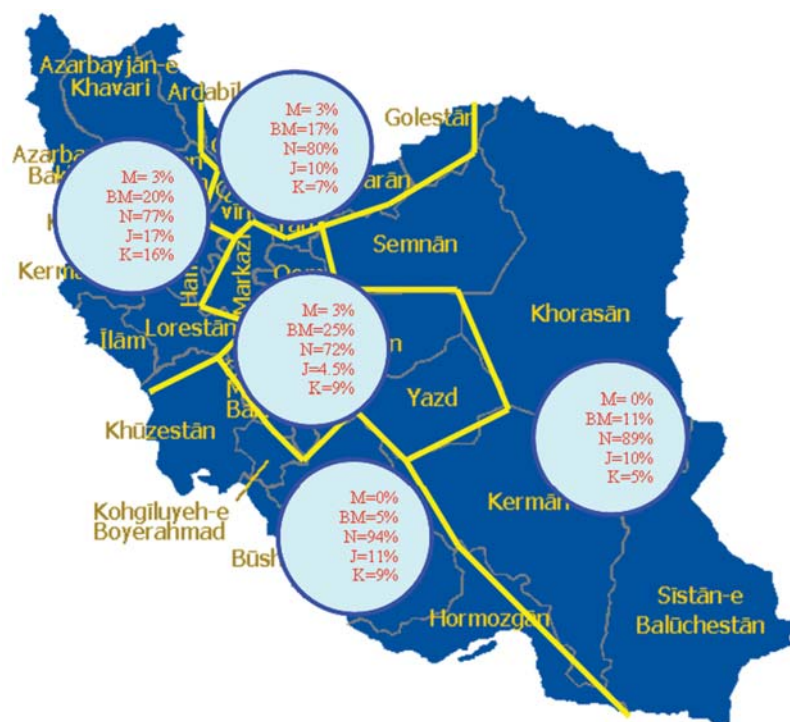 Azarbayjān-e
Khavari
Ardabīl
Golestān
M= 3%
BM=17%
N=80%
J=10%
K=7%
M= 3%
BM=20%
N=77%
J=17%
K=16%
Semnān
Markazi
Khorasān
Lorestān
Īlām
M= 3%
BM=25%
N=72%
J=4.5%
K=9%
Yazd
M= 0%
BM=11%
N=89%
J=10%
K=5%
Khūzestān
Kermān
Kohgīluyeh-e
Boyerahmad
M=0%
BM=5%
N=94%
J=11%
K=9%
Hormozgān
Sīstān-e
Balūchestān